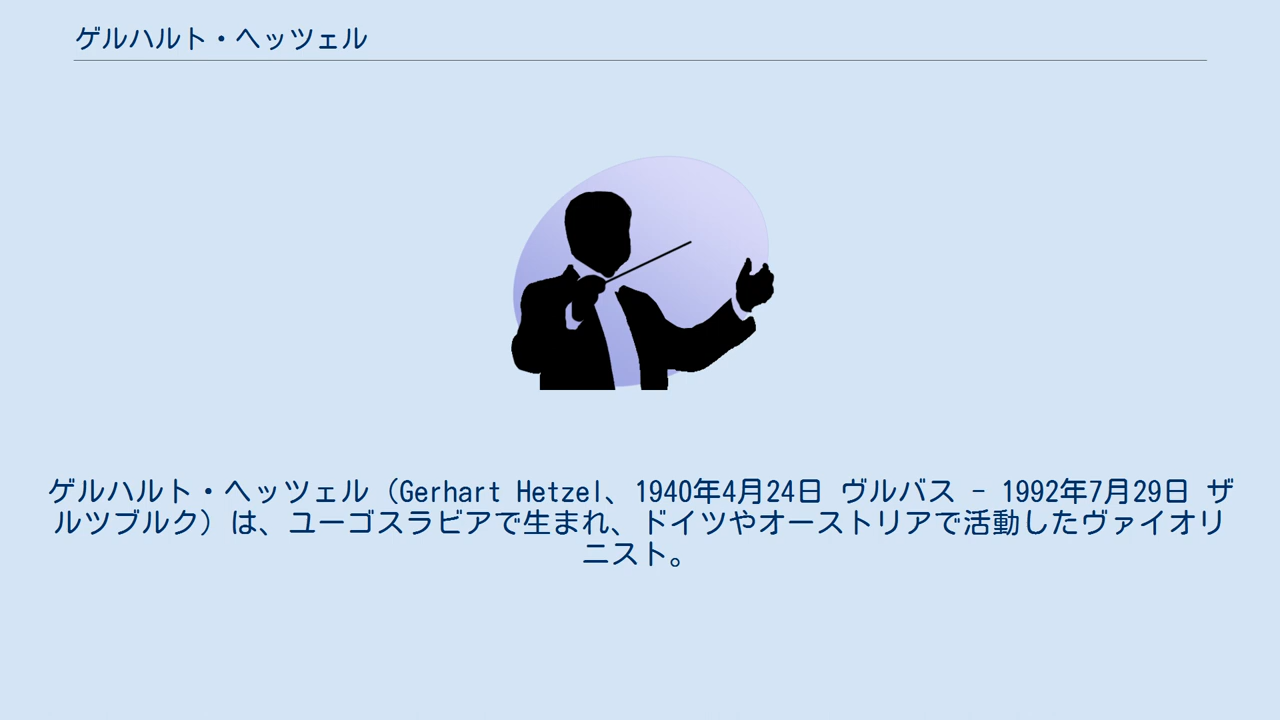 ゲルハルト・ヘッツェル
ゲルハルト・ヘッツェル（Gerhart Hetzel、1940年4月24日 ヴルバス - 1992年7月29日 ザ
ルツブルク）は、ユーゴスラビアで生まれ、ドイツやオーストリアで活動したヴァイオリ
ニスト。